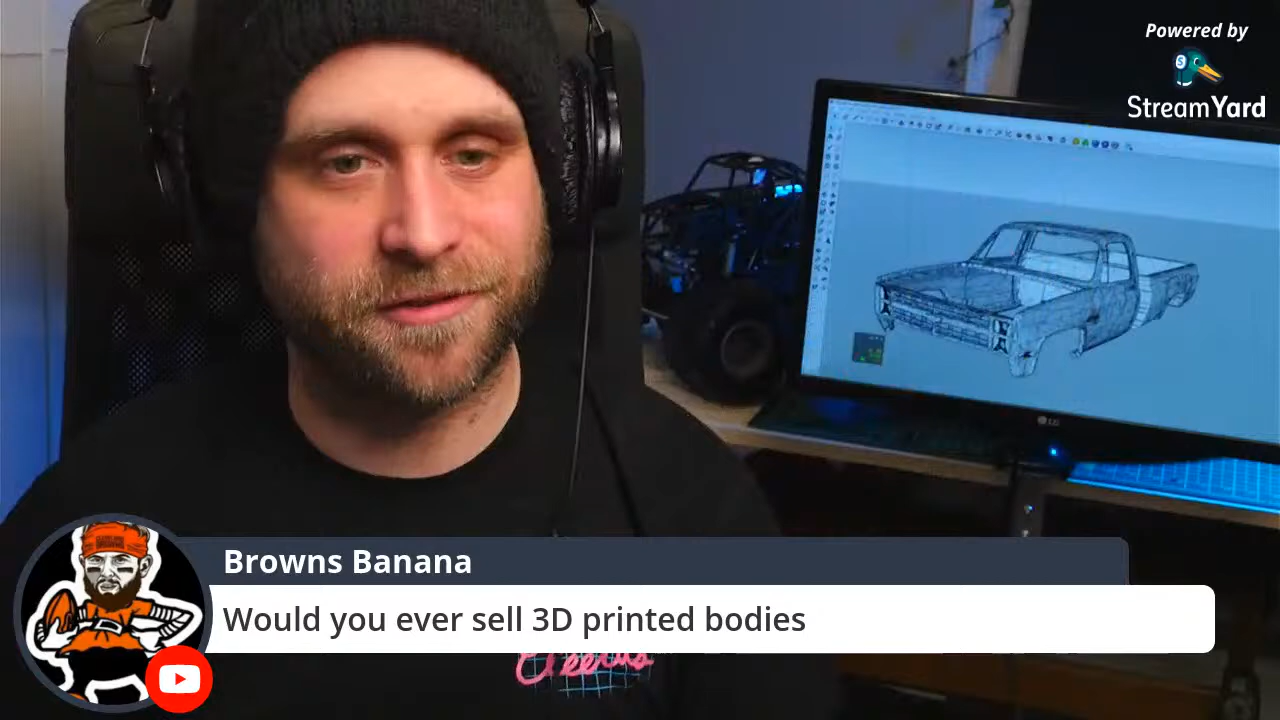 Powered by
StreamYard
LG
Browns Banana
Would you ever sell 3D printed bodies